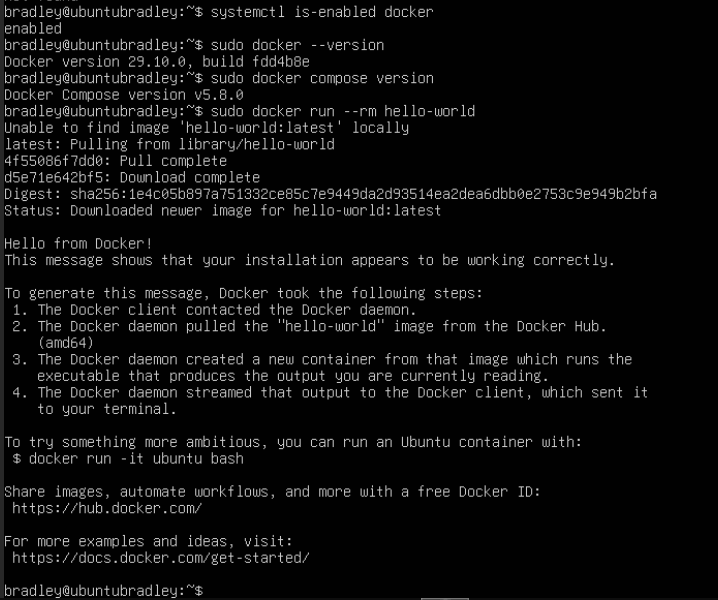 bradley@ubuntubradley:~$ systemctl is-enabled docker
enabled
bradley@ubuntubradley:~$ sudo docker --version
Docker version 29.10.0, build fdd4b8e
bradley@ubuntubradley:~$ sudo docker compose version
Docker Compose version v5.8.0
bradley@ubuntubradley:~$ sudo docker run --rm hello-world
Unable to find image 'hello-world:latest' locally
latest: Pulling from library/hello-world
4f55086f7dd0: Pull complete
d5e71e642bf5: Download complete
Digest: sha256:1e4c05b897a751332ce85c7e9449da2d93514ea2dea6dbb0e2753c9e949b2bfa
Status: Downloaded newer image for hello-world:latest

Hello from Docker!
This message shows that your installation appears to be working correctly.

To generate this message, Docker took the following steps:
 1. The Docker client contacted the Docker daemon.
 2. The Docker daemon pulled the "hello-world" image from the Docker Hub.
    (amd64)
 3. The Docker daemon created a new container from that image which runs the
    executable that produces the output you are currently reading.
 4. The Docker daemon streamed that output to the Docker client, which sent it
    to your terminal.

To try something more ambitious, you can run an Ubuntu container with:
 $ docker run -it ubuntu bash

Share images, automate workflows, and more with a free Docker ID:
 https://hub.docker.com/

For more examples and ideas, visit:
 https://docs.docker.com/get-started/

bradley@ubuntubradley:~$